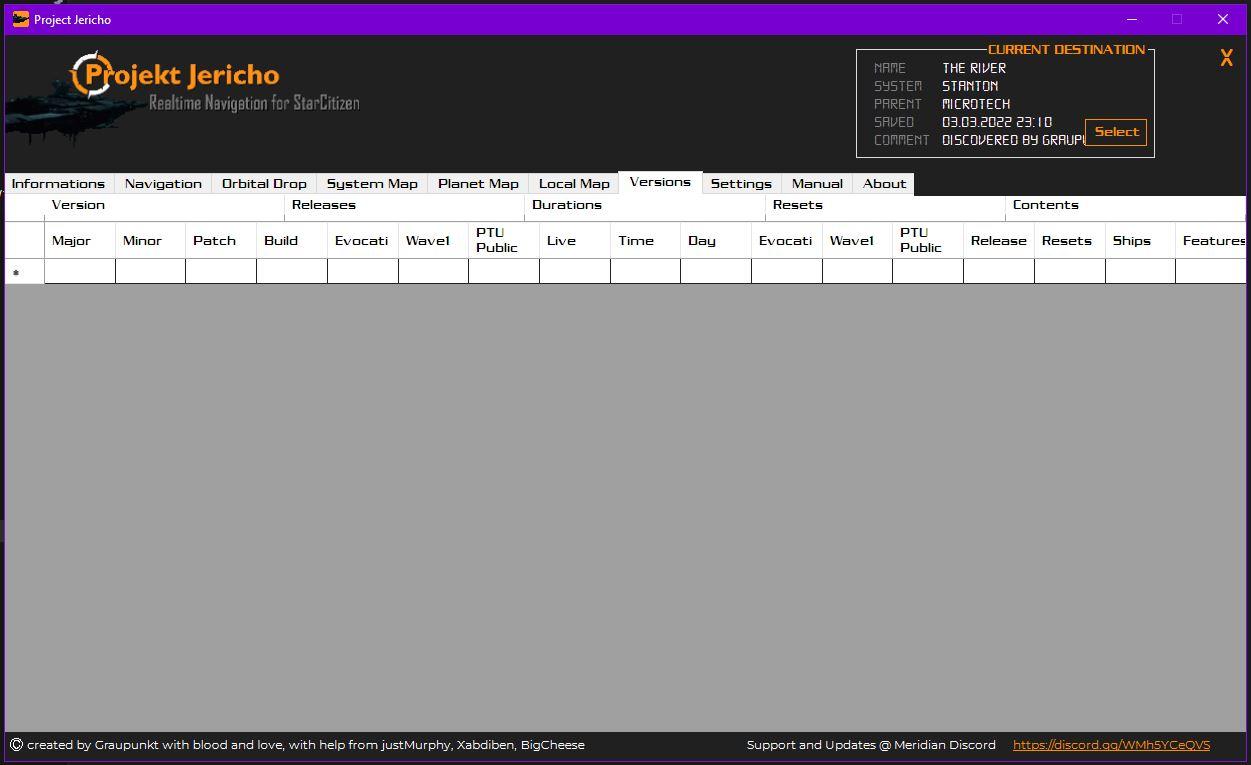 Project Jericho
Projekt Jericho
Realtime Navigation for StarCitizen
CURRENT DESTINATION
NAME THE RIVER
SYSTEM STANTON
PARENT MICROTECH
SAVED 03.03.2022 23:10
COMMENT DISCOVERED BY GRAUPU
Select
X
Informations Navigation Orbital Drop System Map Planet Map Local Map Versions Settings Manual About
Version Releases Durations Resets Contents
Major Minor Patch Build Evocati Wave1 PTU Public Live Time Day Evocati Wave1 PTU Public Release Resets Ships Features
*
© created by Graupunkt with blood and love, with help from justMurphy, Xabdiben, BigCheese
Support and Updates @ Meridian Discord https://discord.gg/WMh5YCeQVS